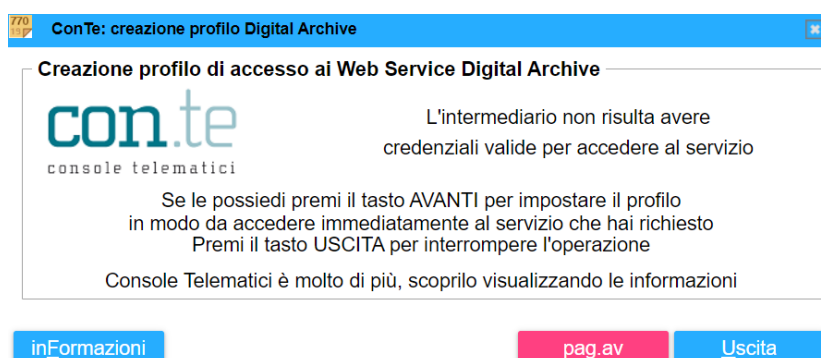 770
ConTe: creazione profilo Digital Archive
Creazione profilo di accesso ai Web Service Digital Archive
con.te
console telematici
L'intermediario non risulta avere
credenziali valide per accedere al servizio
Se le possiedi premi il tasto AVANTI per impostare il profilo
in modo da accedere immediatamente al servizio che hai richiesto
Premi il tasto USCITA per interrompere l'operazione
Console Telematici è molto di più, scoprilo visualizzando le informazioni
inFormazioni
pag.av
Uscita